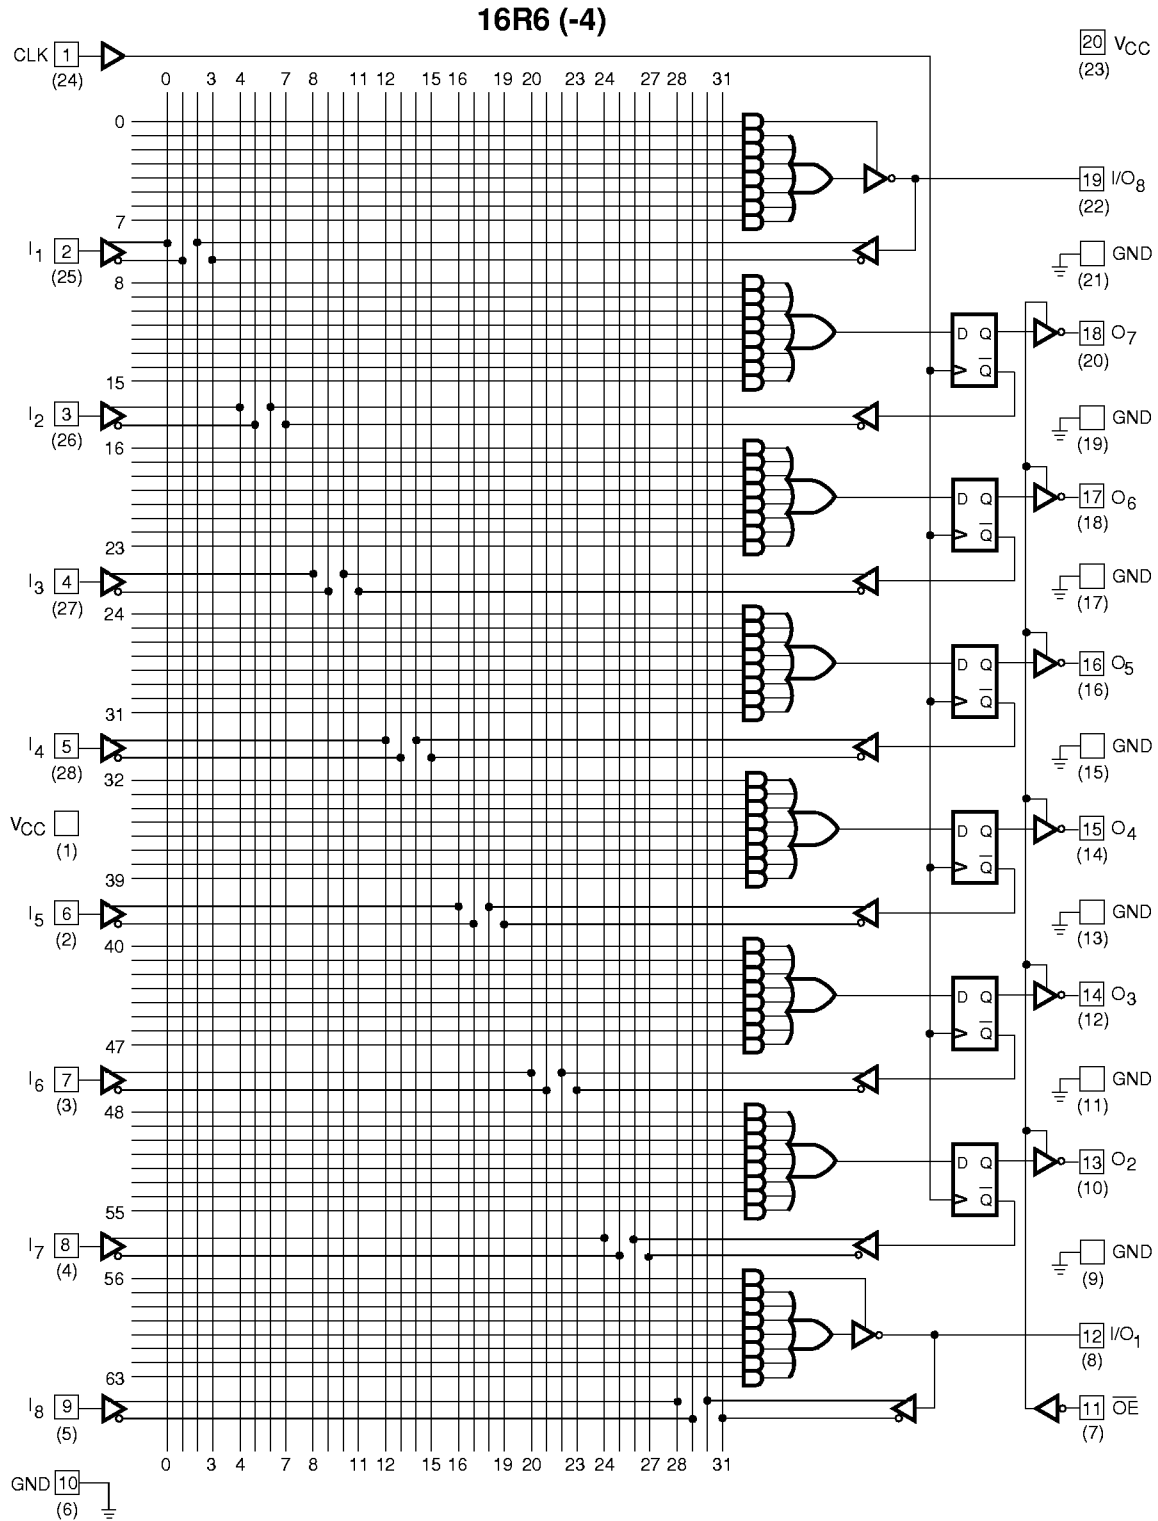 16R6 (-4)
CLK 1
(24)
20 VCC
(23)
0 3 4 7 8 11 12 15 16 19 20 23 24 27 28 31
0
19 I/O8
(22)
7
I1 2
(25)
GND
(21)
8
D Q
Q̅
18 O7
(20)
15
I2 3
(26)
GND
(19)
16
D Q
Q̅
17 O6
(18)
23
I3 4
(27)
GND
(17)
24
D Q
Q̅
16 O5
(16)
31
I4 5
(28)
GND
(15)
32
VCC
(1)
D Q
Q̅
15 O4
(14)
39
I5 6
(2)
GND
(13)
40
D Q
Q̅
14 O3
(12)
47
I6 7
(3)
GND
(11)
48
D Q
Q̅
13 O2
(10)
55
I7 8
(4)
GND
(9)
56
12 I/O1
(8)
63
I8 9
(5)
11 O̅E̅
(7)
0 3 4 7 8 11 12 15 16 19 20 23 24 27 28 31
GND 10
(6)